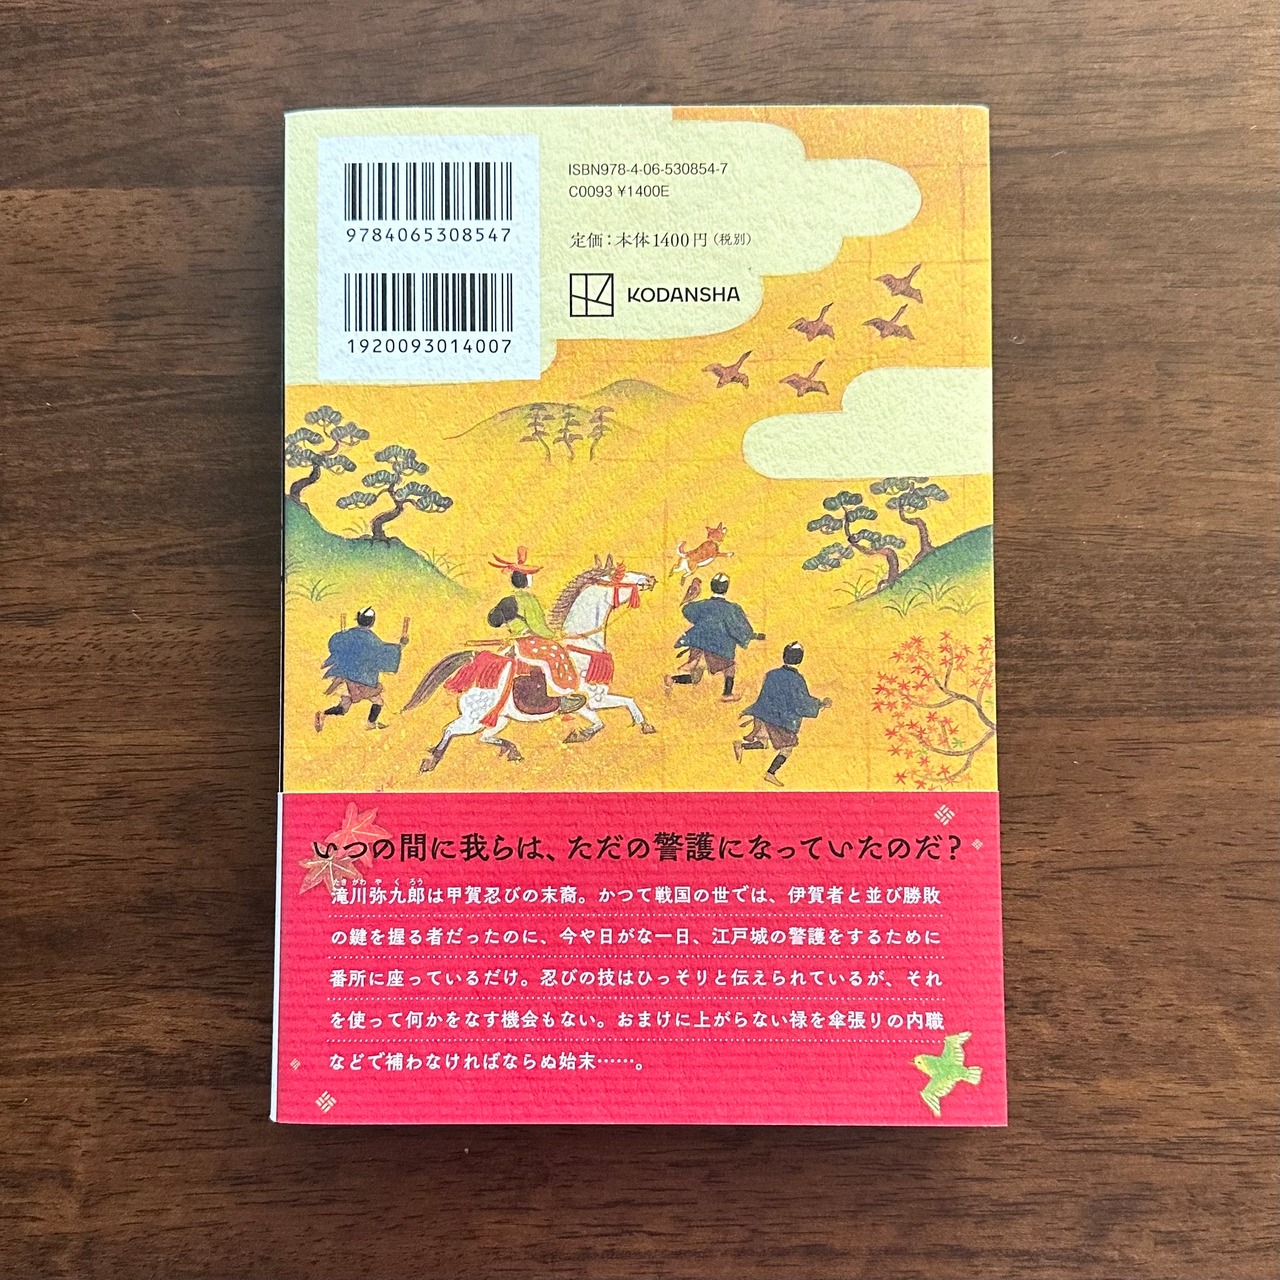 9784065308547
1920093014007
ISBN978-4-06-530854-7
C0093 ¥1400E
定価：本体1400円（税別）
KODANSHA
いつの間に我らは、ただの警護になっていたのだ？
たきがわやくろう
滝川弥九郎は甲賀忍びの末裔。かつて戦国の世では、伊賀者と並び勝敗
の鍵を握る者だったのに、今や日がな一日、江戸城の警護をするために
番所に座っているだけ。忍びの技はひっそりと伝えられているが、それ
を使って何かをなす機会もない。おまけに上がらない禄を傘張りの内職
などで補わなければならぬ始末……。